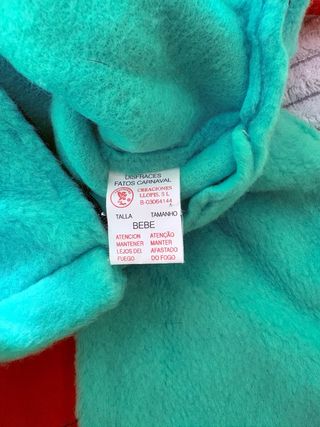 DISFRACES
FATOS CARNAVAL
CREACIONES
LLOPIS, S L
B-03064144
TALLA TAMANHO
BEBE
ATENCION ATENÇÃO
MANTENER MANTER
LEJOS DEL AFASTADO
FUEGO DO FOGO